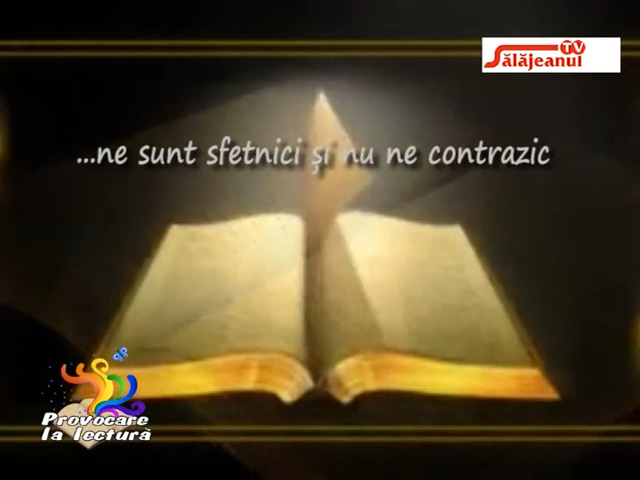 TV
Sălăjeanul
...ne sunt sfetnici și nu ne contrazic
Provocare
la lectură